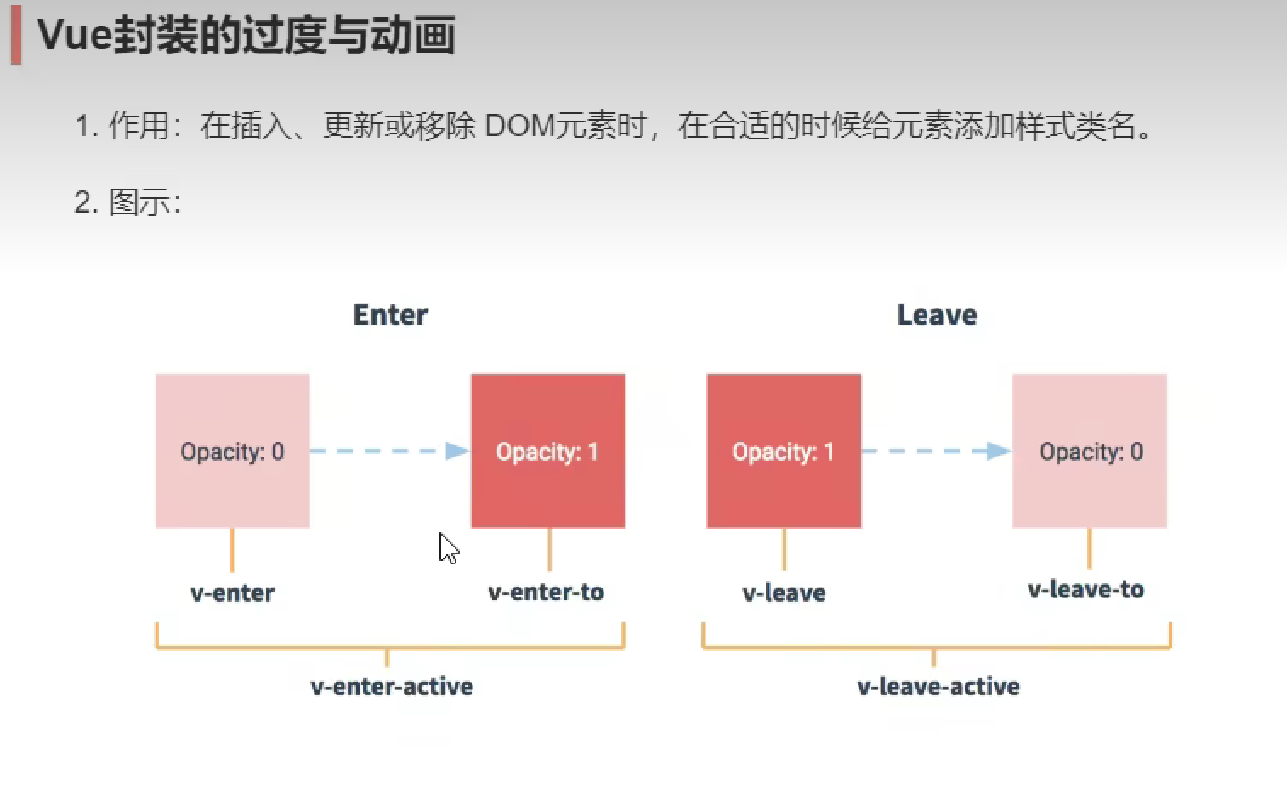 Vue封装的过度与动画
1. 作用：在插入、更新或移除 DOM元素时，在合适的时候给元素添加样式类名。
2. 图示：
Enter
Leave
Opacity: 0
Opacity: 1
Opacity: 1
Opacity: 0
v-enter
v-enter-to
v-leave
v-leave-to
v-enter-active
v-leave-active